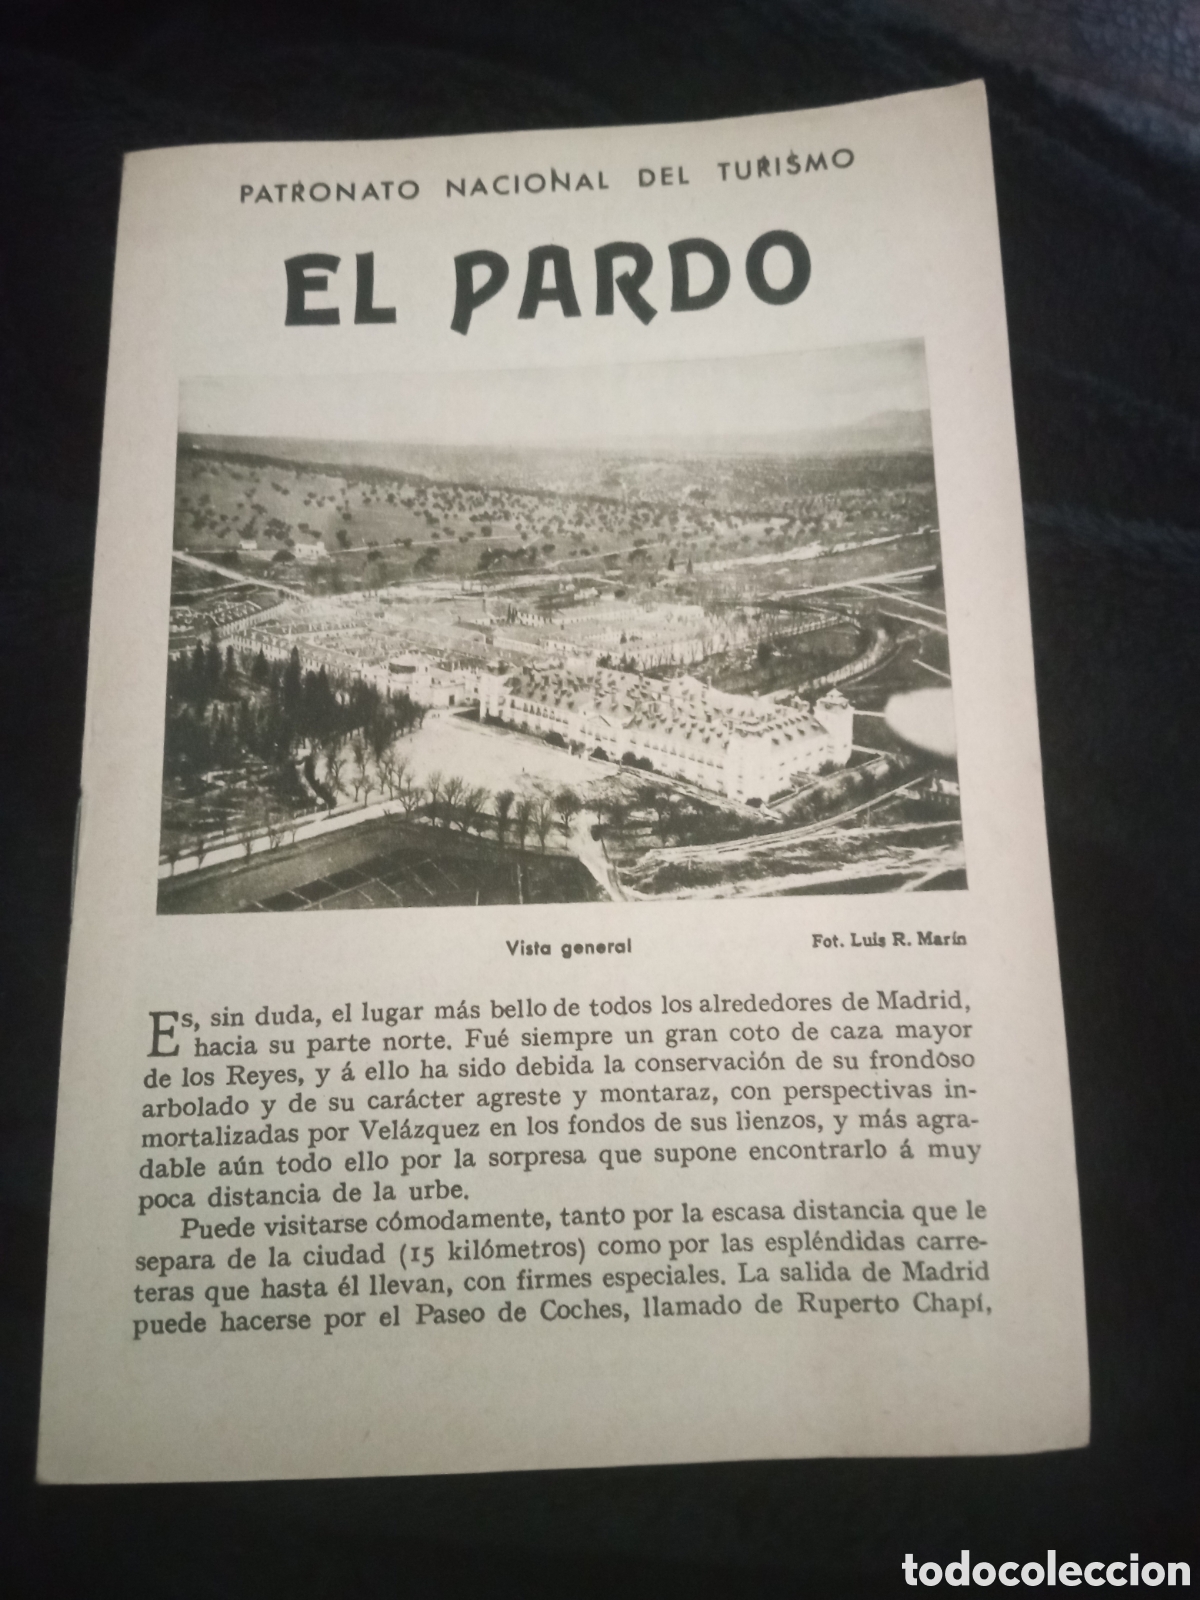 PATRONATO NACIONAL DEL TURISMO
EL PARDO
Vista general
Fot. Luis R. Marín
Es, sin duda, el lugar más bello de todos los alrededores de Madrid,
hacia su parte norte. Fué siempre un gran coto de caza mayor
de los Reyes, y á ello ha sido debida la conservación de su frondoso
arbolado y de su carácter agreste y montaraz, con perspectivas in-
mortalizadas por Velázquez en los fondos de sus lienzos, y más agra-
dable aún todo ello por la sorpresa que supone encontrarlo á muy
poca distancia de la urbe.
Puede visitarse cómodamente, tanto por la escasa distancia que le
separa de la ciudad (15 kilómetros) como por las espléndidas carre-
teras que hasta él llevan, con firmes especiales. La salida de Madrid
puede hacerse por el Paseo de Coches, llamado de Ruperto Chapí,
todocoleccion